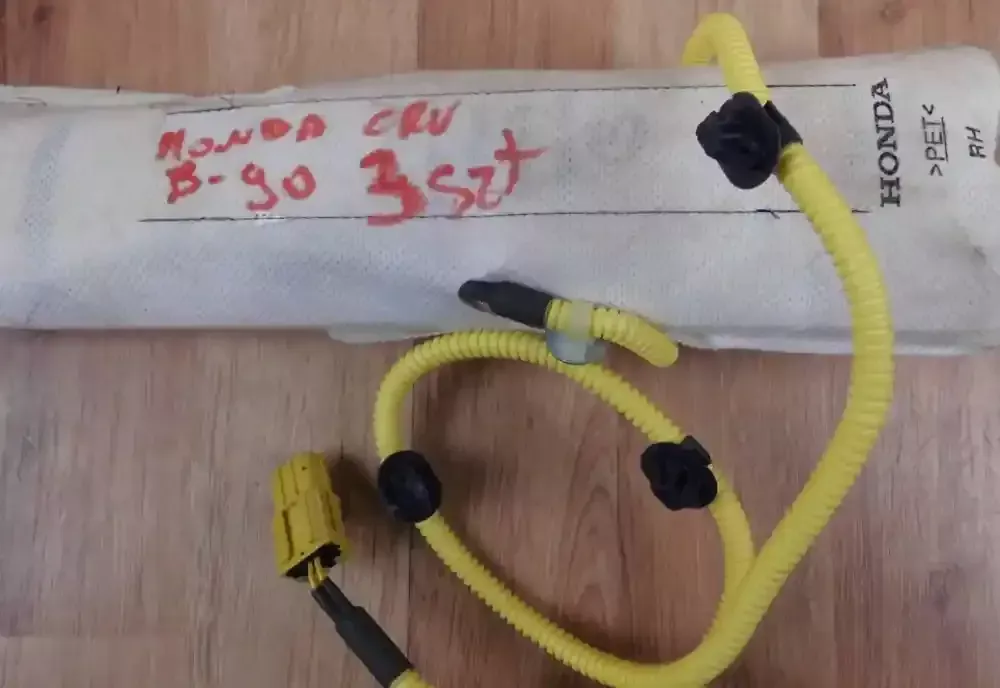 HONDA CRV
B-90 3szt
HONDA
>PET<
RH